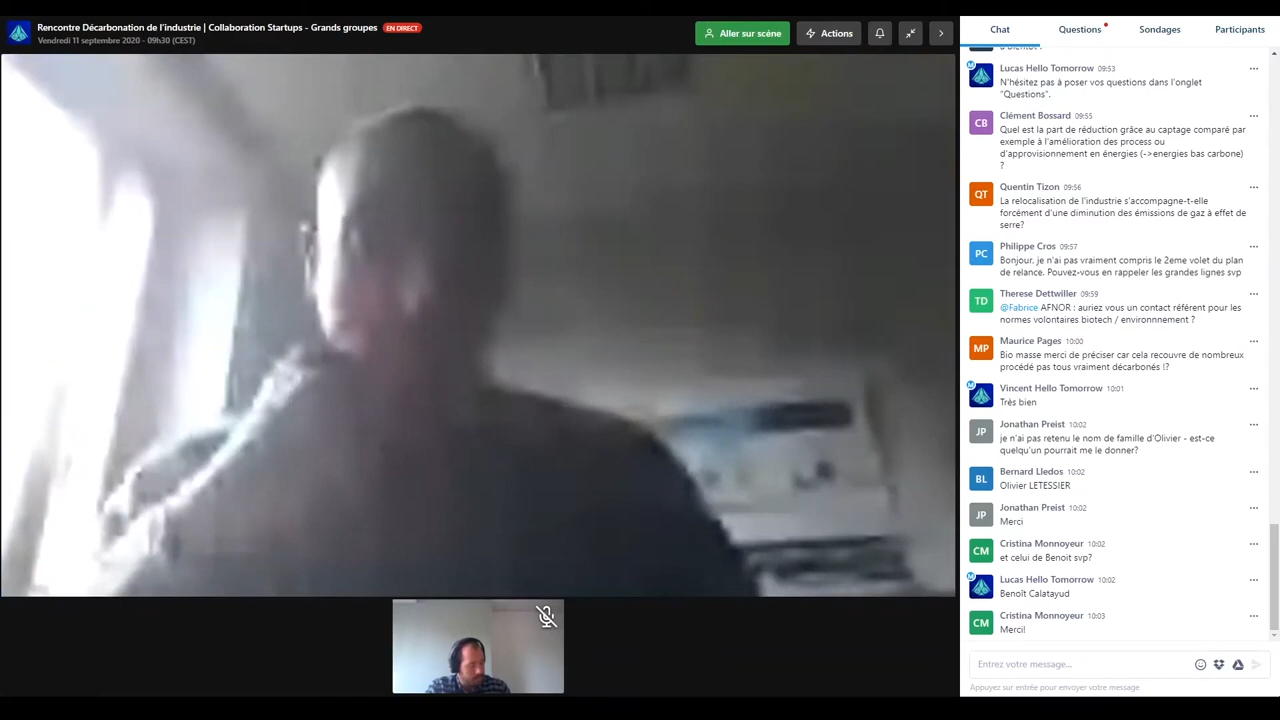 Rencontre Décarbonation de l'industrie | Collaboration Startups - Grands groupes EN DIRECT
Vendredi 11 septembre 2020 - 09h30 (CEST)
Aller sur scène
Actions
Chat
Questions
Sondages
Participants
Lucas Hello Tomorrow 09:53
N'hésitez pas à poser vos questions dans l'onglet
"Questions".
CB
Clément Bossard 09:55
Quel est la part de réduction grâce au captage comparé par
exemple à l'amélioration des process ou
d'approvisionnement en énergies (->energies bas carbone)
?
QT
Quentin Tizon 09:56
La relocalisation de l'industrie s'accompagne-t-elle
forcément d'une diminution des émissions de gaz à effet de
serre?
PC
Philippe Cros 09:57
Bonjour, je n'ai pas vraiment compris le 2eme volet du plan
de relance. Pouvez-vous en rappeler les grandes lignes svp
TD
Therese Dettwiller 09:59
@Fabrice AFNOR : auriez vous un contact référent pour les
normes volontaires biotech / environnnement ?
MP
Maurice Pages 10:00
Bio masse merci de préciser car cela recouvre de nombreux
procédé pas tous vraiment décarbonés !?
Vincent Hello Tomorrow 10:01
Très bien
JP
Jonathan Preist 10:02
je n'ai pas retenu le nom de famille d'Olivier - est-ce
quelqu'un pourrait me le donner?
BL
Bernard Lledos 10:02
Olivier LETESSIER
JP
Jonathan Preist 10:02
Merci
CM
Cristina Monnoyeur 10:02
et celui de Benoit svp?
Lucas Hello Tomorrow 10:02
Benoît Calatayud
CM
Cristina Monnoyeur 10:03
Merci!
Entrez votre message...
Appuyez sur entrée pour envoyer votre message